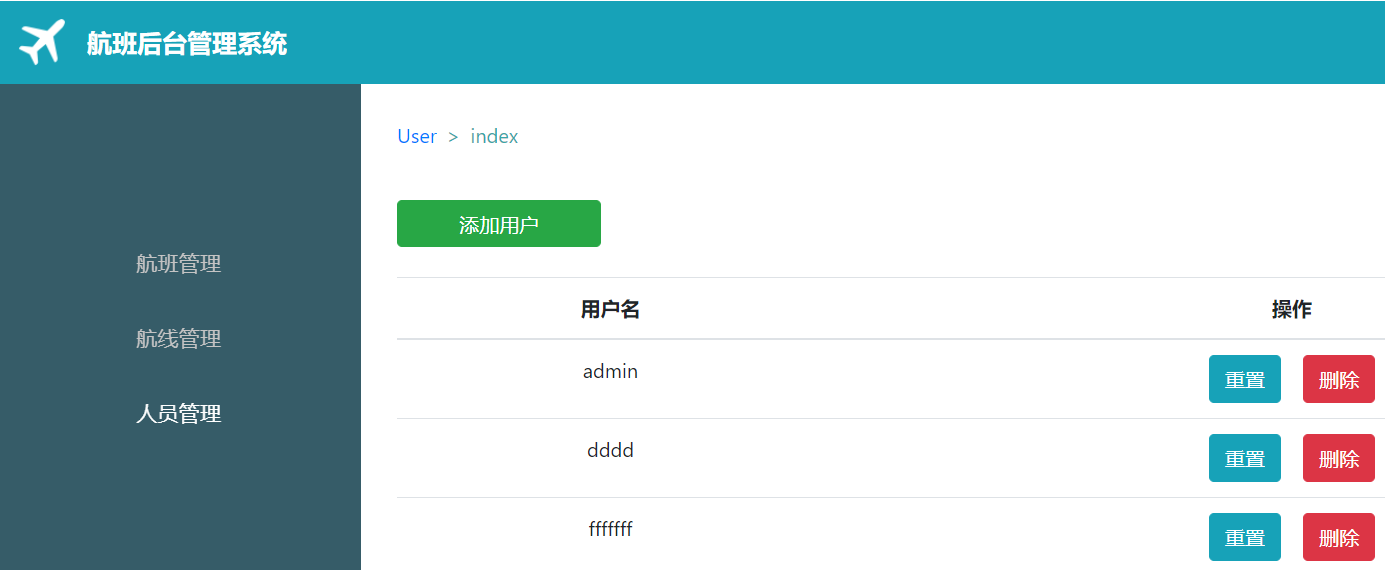 航班后台管理系统
User > index
添加用户
航班管理
航线管理
人员管理
用户名 操作
admin 重置 删除
dddd 重置 删除
fffffff 重置 删除